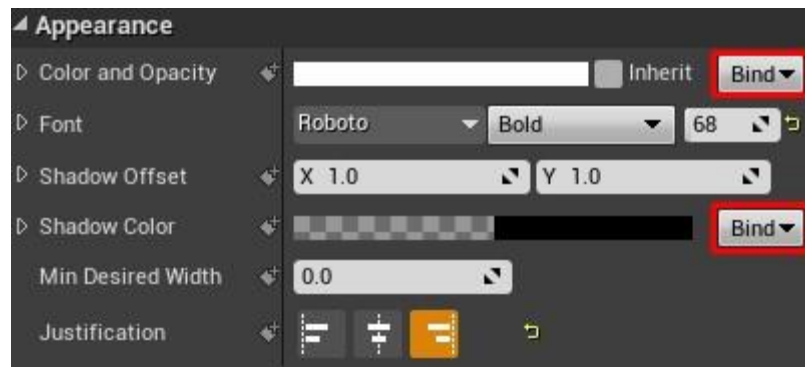 Appearance
Color and Opacity Inherit Bind
Font Roboto Bold 68
Shadow Offset X 1.0 Y 1.0
Shadow Color Bind
Min Desired Width 0.0
Justification